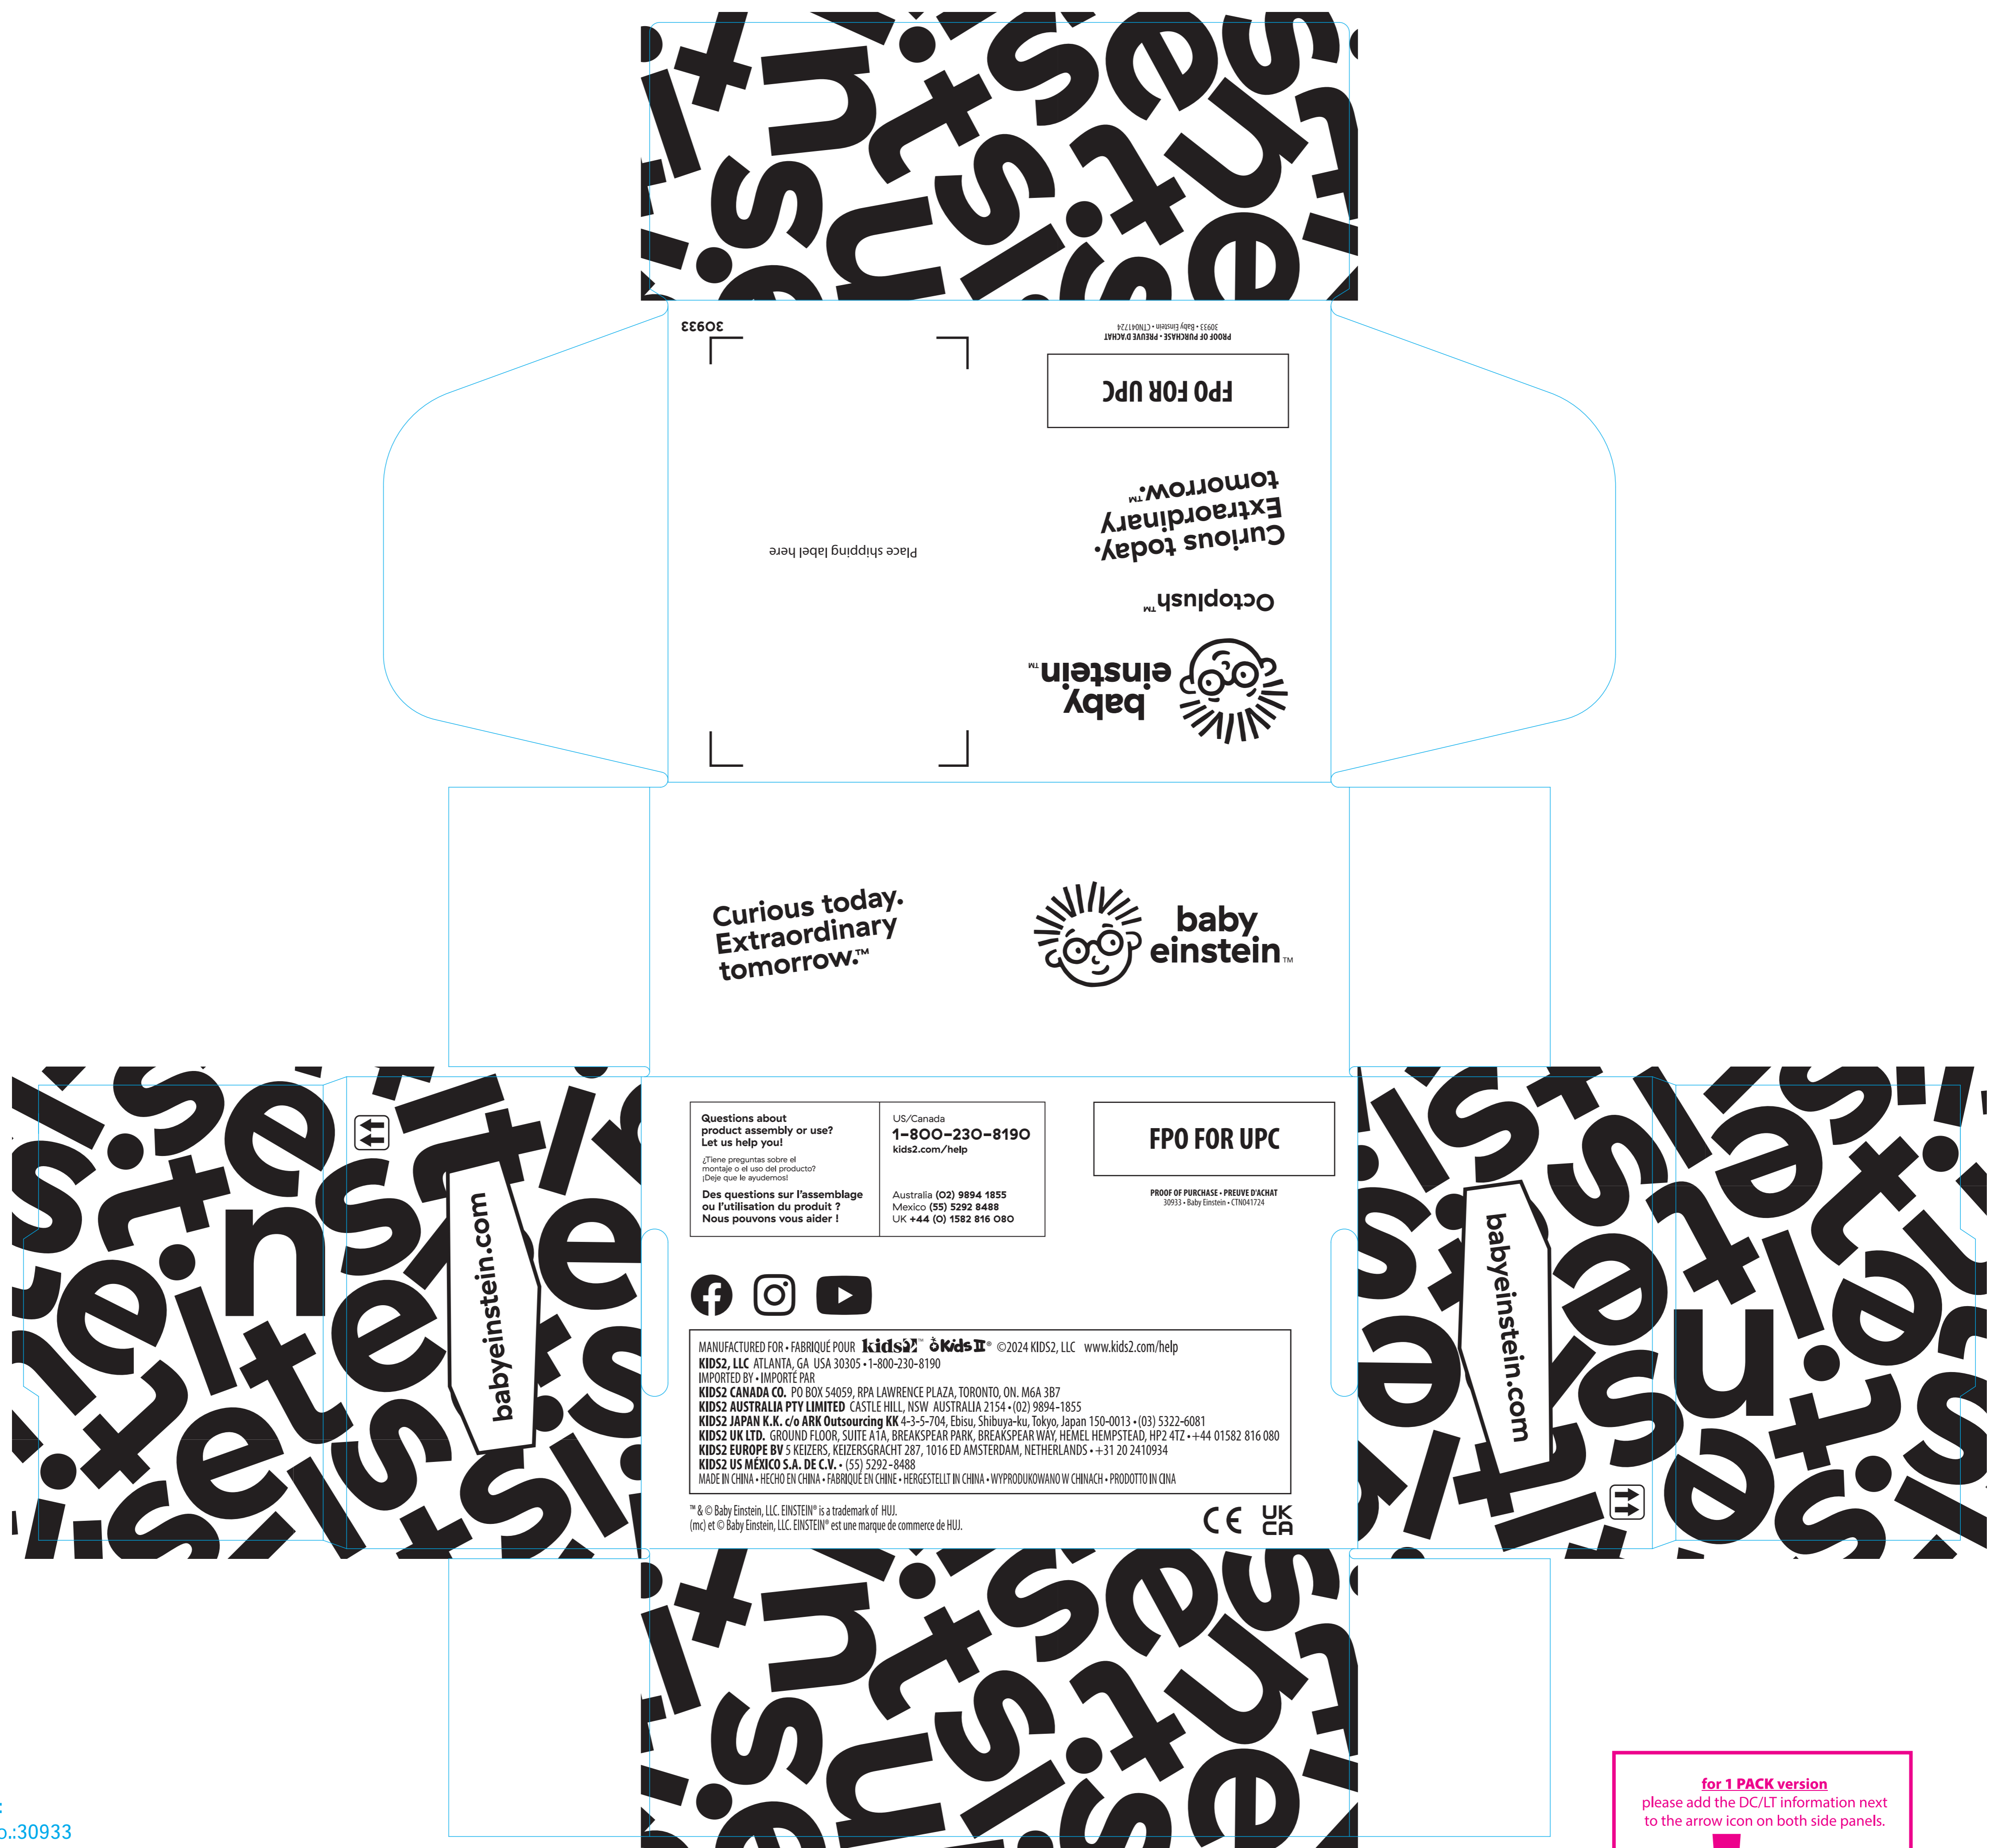 30933
30933 • Baby Einstein • CTN041724
PROOF OF PURCHASE • PREUVE D'ACHAT
FPO FOR UPC
Curious today.
Extraordinary
tomorrow.™
Place shipping label here
Octoplush™
baby
einstein™
Curious today.
Extraordinary
tomorrow.™
baby
einstein™
Questions about
product assembly or use?
Let us help you!
¿Tiene preguntas sobre el
montaje o el uso del producto?
¡Deje que le ayudemos!
Des questions sur l'assemblage
ou l'utilisation du produit ?
Nous pouvons vous aider !
US/Canada
1-800-230-8190
kids2.com/help
Australia (02) 9894 1855
Mexico (55) 5292 8488
UK +44 (0) 1582 816 080
FPO FOR UPC
PROOF OF PURCHASE • PREUVE D'ACHAT
30933 • Baby Einstein • CTN041724
babyeinstein.com
babyeinstein.com
MANUFACTURED FOR • FABRIQUÉ POUR kids2™ Kids II® ©2024 KIDS2, LLC www.kids2.com/help
KIDS2, LLC ATLANTA, GA USA 30305 • 1-800-230-8190
IMPORTED BY • IMPORTÉ PAR
KIDS2 CANADA CO. PO BOX 54059, RPA LAWRENCE PLAZA, TORONTO, ON. M6A 3B7
KIDS2 AUSTRALIA PTY LIMITED CASTLE HILL, NSW AUSTRALIA 2154 • (02) 9894-1855
KIDS2 JAPAN K.K. c/o ARK Outsourcing KK 4-3-5-704, Ebisu, Shibuya-ku, Tokyo, Japan 150-0013 • (03) 5322-6081
KIDS2 UK LTD. GROUND FLOOR, SUITE A1A, BREAKSPEAR PARK, BREAKSPEAR WAY, HEMEL HEMPSTEAD, HP2 4TZ • +44 01582 816 080
KIDS2 EUROPE BV 5 KEIZERS, KEIZERSGRACHT 287, 1016 ED AMSTERDAM, NETHERLANDS • +31 20 2410934
KIDS2 US MÉXICO S.A. DE C.V. • (55) 5292-8488
MADE IN CHINA • HECHO EN CHINA • FABRIQUÉ EN CHINE • HERGESTELLT IN CHINA • WYPRODUKOWANO W CHINACH • PRODOTTO IN CINA
™ & © Baby Einstein, LLC. EINSTEIN® is a trademark of HUJ.
(mc) et © Baby Einstein, LLC. EINSTEIN® est une marque de commerce de HUJ.
CE
UK
CA
for 1 PACK version
please add the DC/LT information next
to the arrow icon on both side panels.
o.:30933